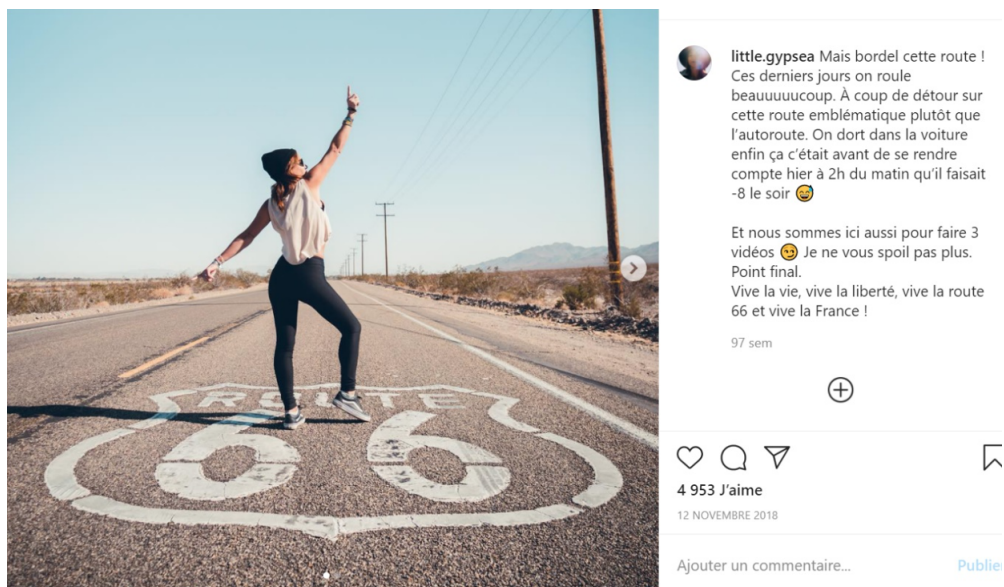 little.gypsea Mais bordel cette route !
Ces derniers jours on roule
beauuuuucoup. À coup de détour sur
cette route emblématique plutôt que
l'autoroute. On dort dans la voiture
enfin ça c'était avant de se rendre
compte hier à 2h du matin qu'il faisait
-8 le soir 😅
Et nous sommes ici aussi pour faire 3
vidéos 😏 Je ne vous spoil pas plus.
Point final.
Vive la vie, vive la liberté, vive la route
66 et vive la France !
97 sem
ROUTE
66
4 953 J'aime
12 NOVEMBRE 2018
Ajouter un commentaire... Publie